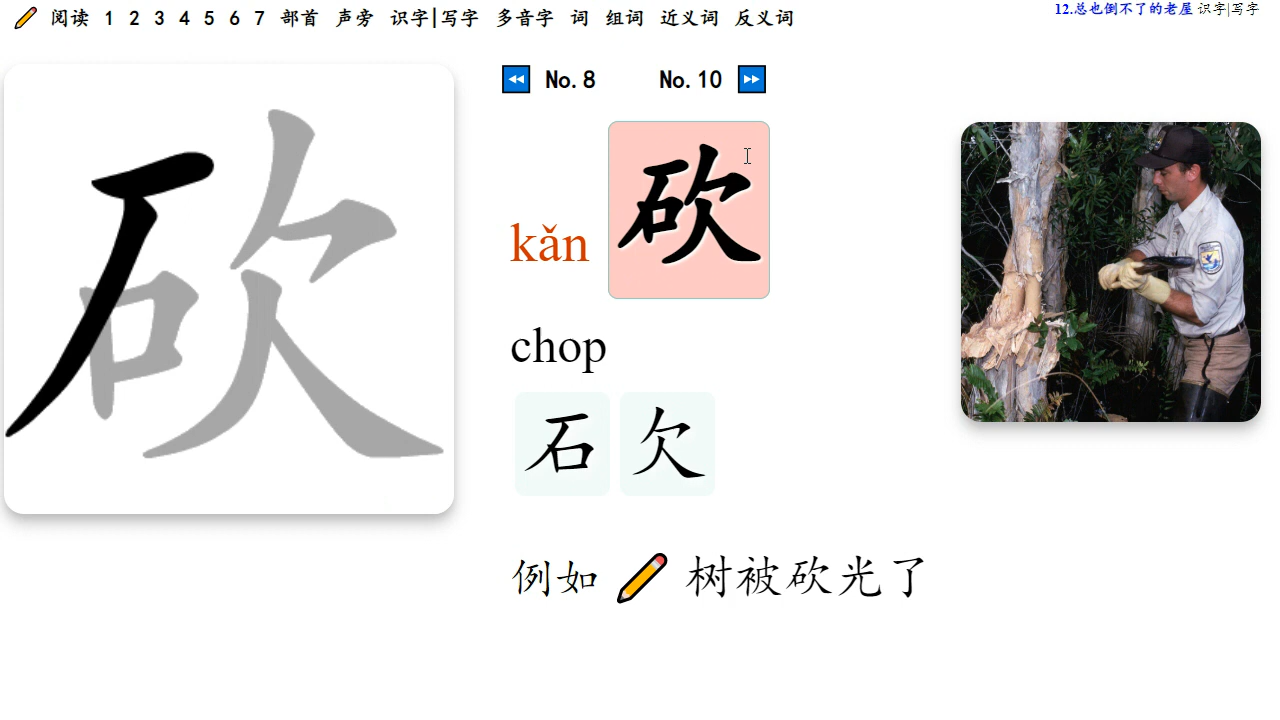 阅读 1 2 3 4 5 6 7 部首 声旁 识字|写字 多音字 词 组词 近义词 反义词
12.总也倒不了的老屋 识字|写字
No.8 No.10
砍
kǎn 砍
chop
石 欠
例如 树被砍光了